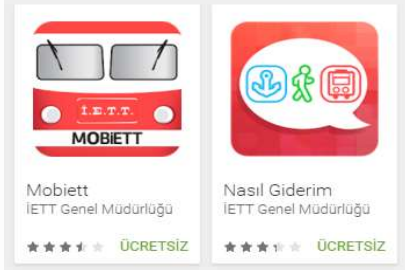 İ.E.T.T.
MOBiETT
Mobiett
İETT Genel Müdürlüğü
ÜCRETSİZ
Nasıl Giderim
İETT Genel Müdürlüğü
ÜCRETSİZ